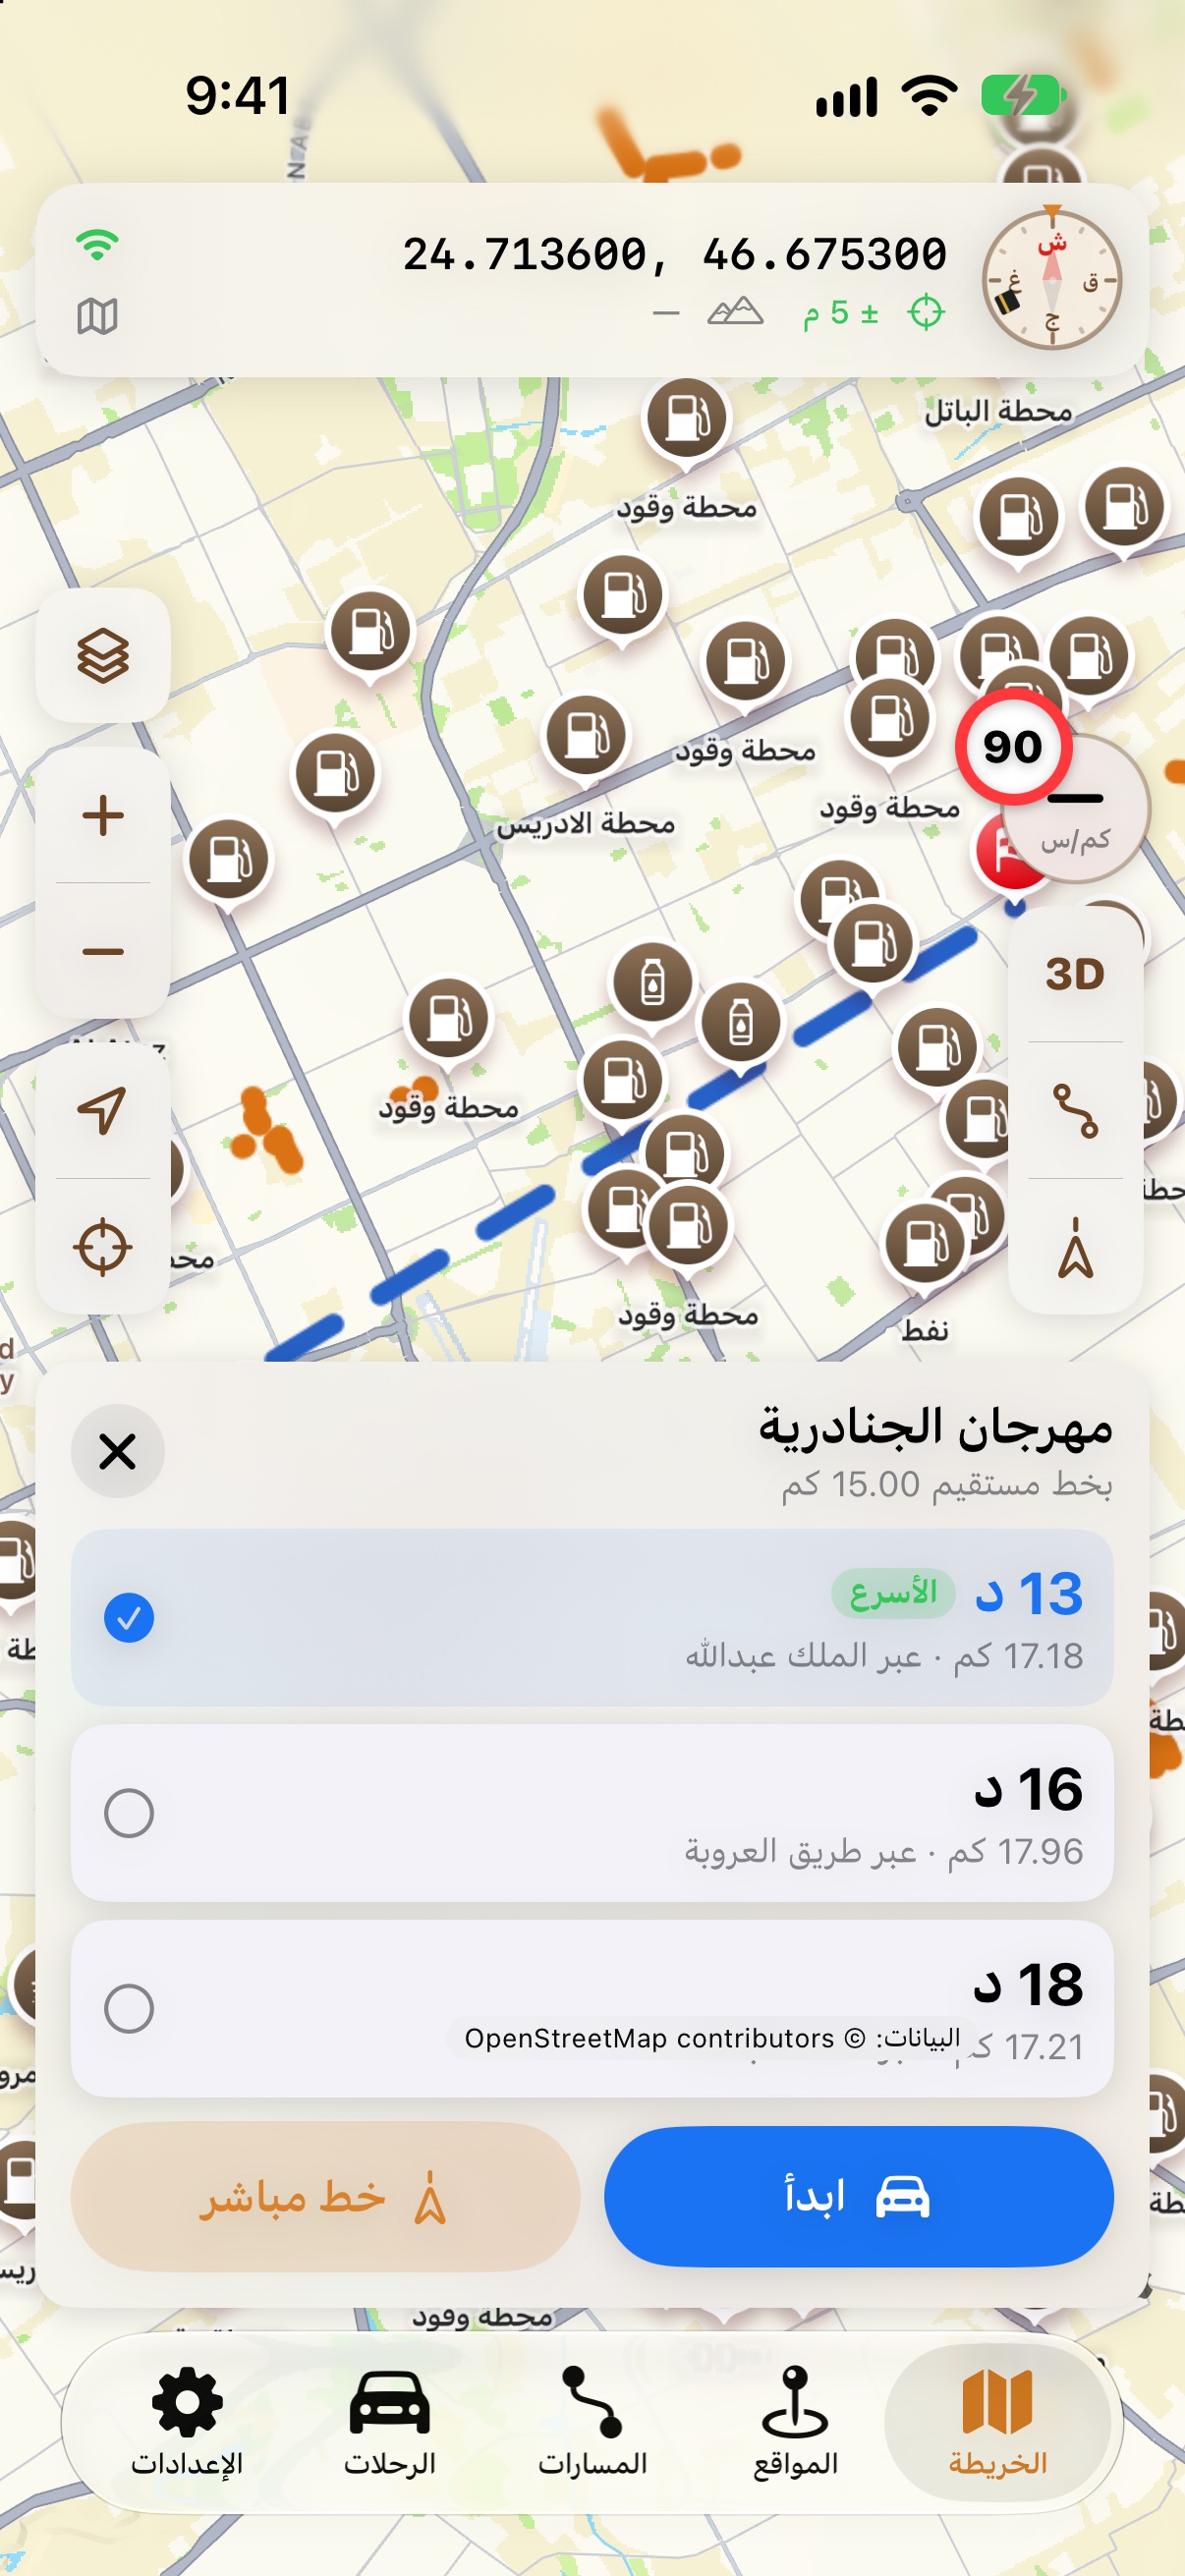 9:41
24.713600, 46.675300
± 5 م
—
ش
ق
غ
ج
محطة الباتل
محطة وقود
محطة وقود
محطة الادريس
محطة وقود
90
—
كم/س
3D
محطة وقود
محطة وقود
نفط
مهرجان الجنادرية
بخط مستقيم 15.00 كم
13 د
الأسرع
17.18 كم · عبر الملك عبدالله
16 د
17.96 كم · عبر طريق العروبة
18 د
17.21
البيانات: © OpenStreetMap contributors
ابدأ
خط مباشر
محطة وقود
الخريطة
المواقع
المسارات
الرحلات
الإعدادات